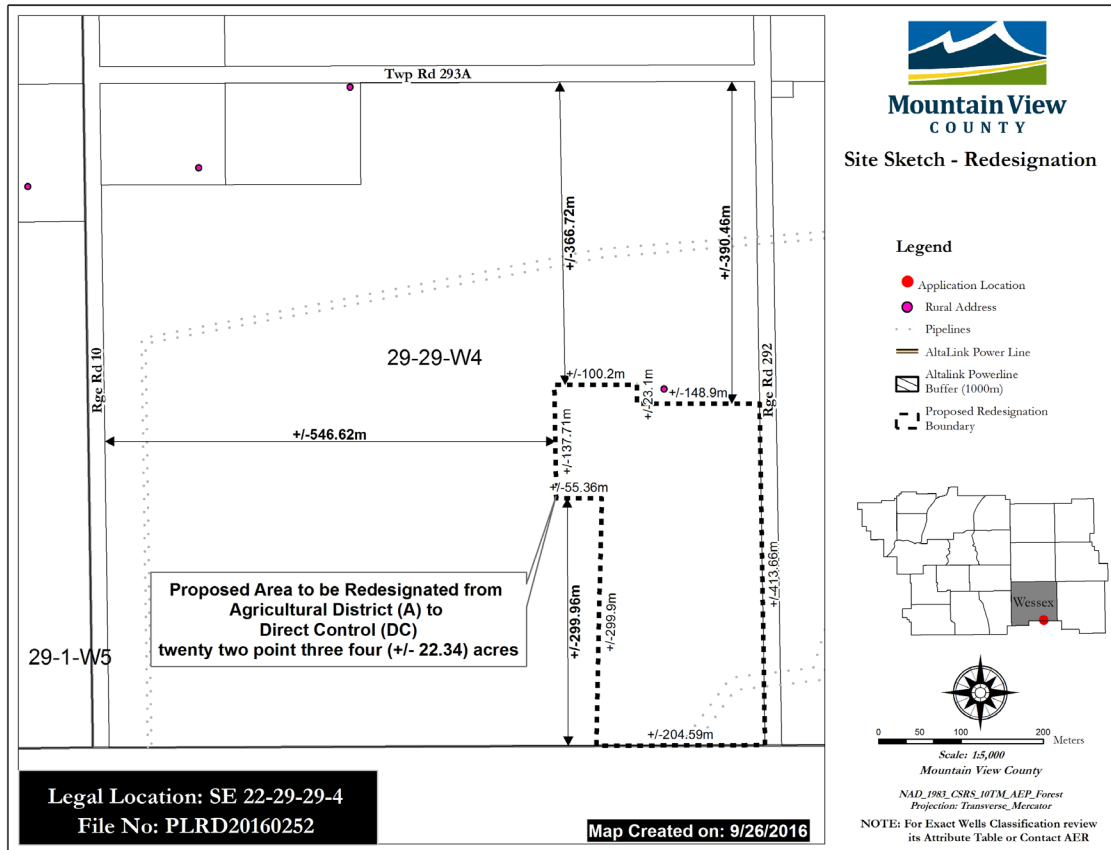 Twp Rd 293A
+/-366.72m
+/-390.46m
Rge Rd 10
29-29-W4
Rge Rd 292
+/-100.2m
+/-23.1m
+/-148.9m
+/-546.62m
+/-137.71m
+/-55.36m
+/-413.66m
+/-299.96m
+/-299.9m
Proposed Area to be Redesignated from
Agricultural District (A) to
Direct Control (DC)
twenty two point three four (+/- 22.34) acres
29-1-W5
+/-204.59m
Legal Location: SE 22-29-29-4
File No: PLRD20160252
Map Created on: 9/26/2016
Mountain View
COUNTY
Site Sketch - Redesignation
Legend
Application Location
Rural Address
Pipelines
AltaLink Power Line
Altalink Powerline
Buffer (1000m)
Proposed Redesignation
Boundary
Wessex
0 50 100 200
Meters
Scale: 1:5,000
Mountain View County
NAD_1983_CSRS_10TM_AEP_Forest
Projection: Transverse_Mercator
NOTE: For Exact Wells Classification review
its Attribute Table or Contact AER